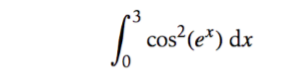 ∫₀³ cos²(eˣ) dx